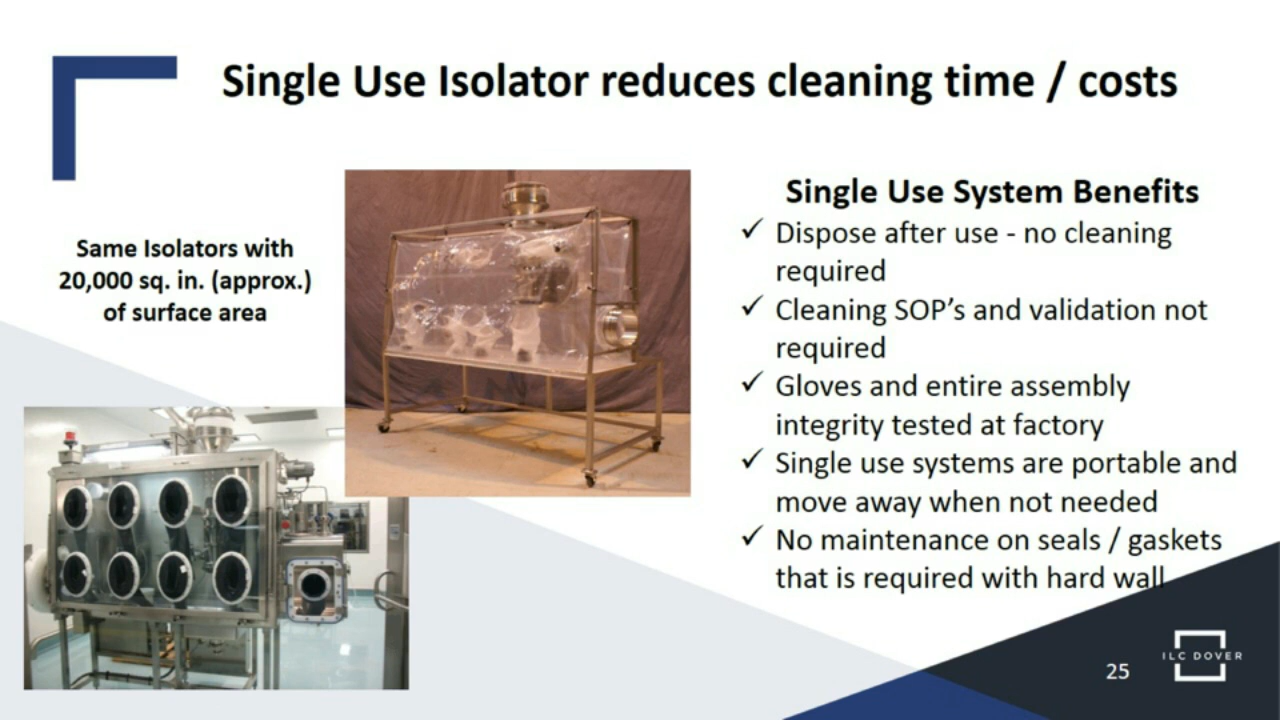 Single Use Isolator reduces cleaning time / costs
Same Isolators with
20,000 sq. in. (approx.)
of surface area
Single Use System Benefits
✓ Dispose after use - no cleaning
required
✓ Cleaning SOP's and validation not
required
✓ Gloves and entire assembly
integrity tested at factory
✓ Single use systems are portable and
move away when not needed
✓ No maintenance on seals / gaskets
that is required with hard wall
25
ILC DOVER